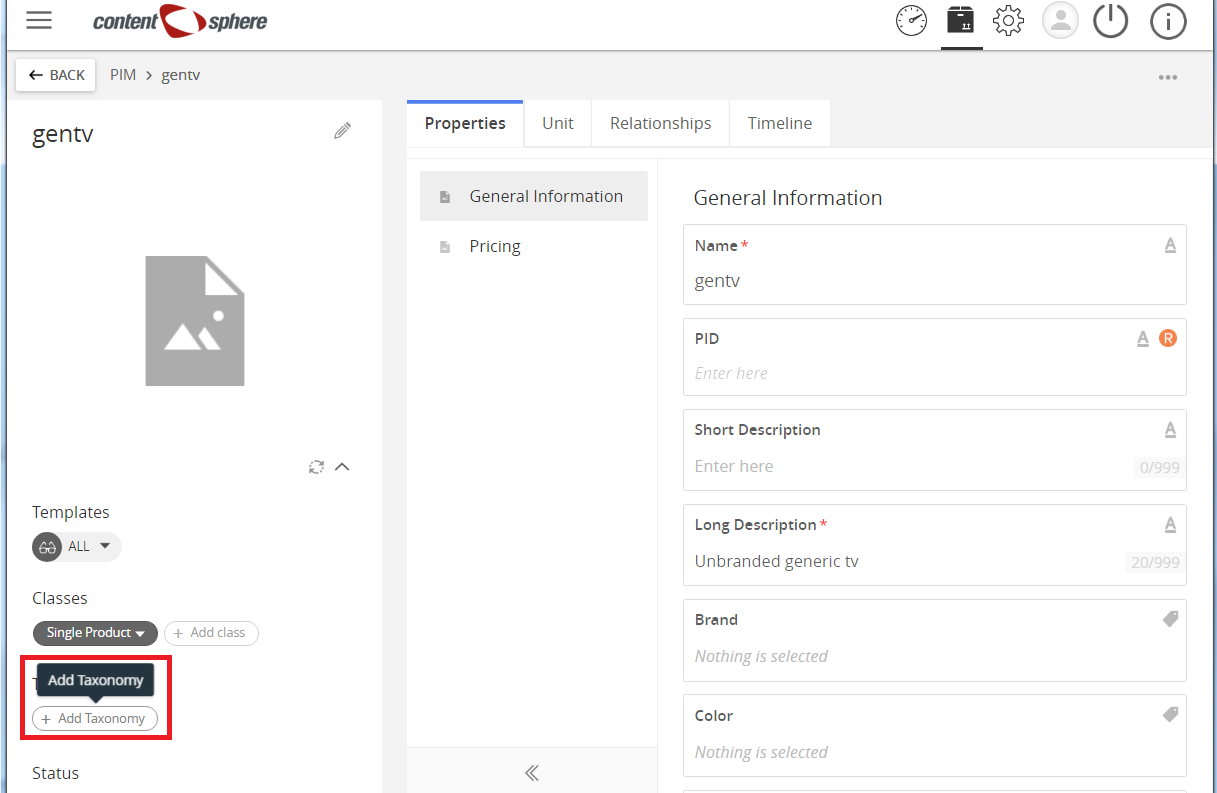 content sphere
BACK PIM > gentv
gentv
Templates
ALL
Classes
Single Product
+ Add class
Add Taxonomy
+ Add Taxonomy
Status
Properties Unit Relationships Timeline
General Information
Pricing
General Information
Name *
gentv
PID
R
Enter here
Short Description
Enter here
0/999
Long Description *
Unbranded generic tv
20/999
Brand
Nothing is selected
Color
Nothing is selected